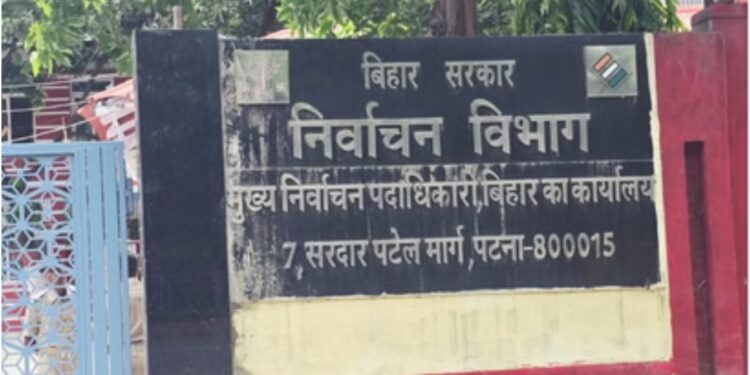 बिहार सरकार
निर्वाचन विभाग
मुख्य निर्वाचन पदाधिकारी,बिहार का कार्यालय
7,सरदार पटेल मार्ग,पटना-800015